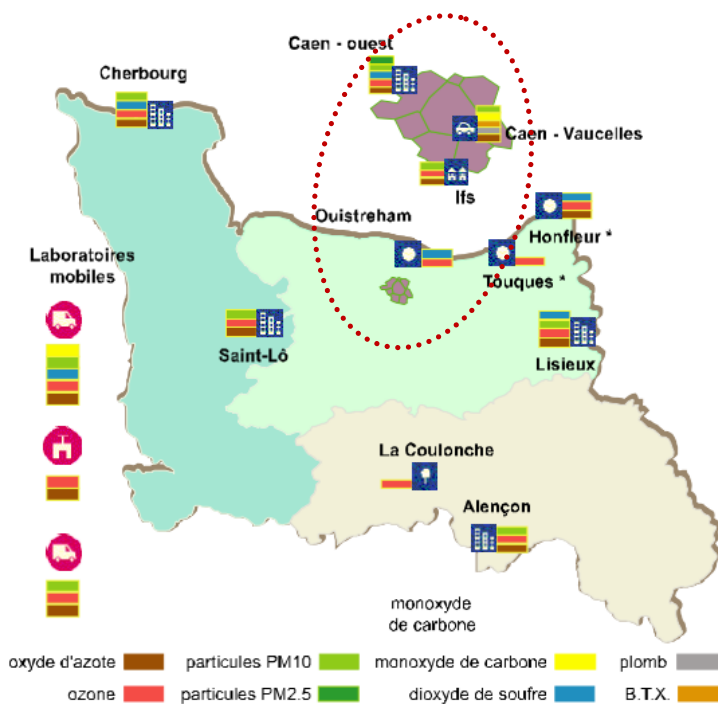 Caen - ouest
Cherbourg
Caen - Vaucelles
Ifs
Ouistreham
Honfleur *
Laboratoires
mobiles
Touques *
Saint-Lô
Lisieux
La Coulonche
Alençon
monoxyde
de carbone
oxyde d'azote particules PM10 monoxyde de carbone plomb
ozone particules PM2.5 dioxyde de soufre B.T.X.